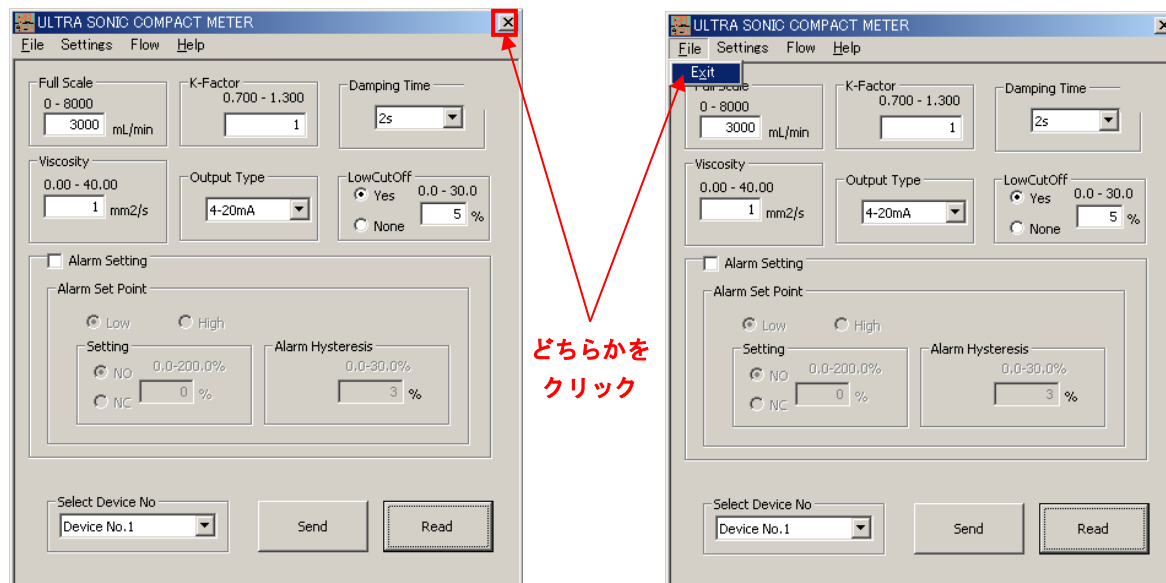 ULTRA SONIC COMPACT METER
File Settings Flow Help
Full Scale
0 - 8000
3000 mL/min
K-Factor
0.700 - 1.300
1
Damping Time
2s
Viscosity
0.00 - 40.00
1 mm2/s
Output Type
4-20mA
LowCutOff
Yes 0.0 - 30.0
5 %
None
Alarm Setting
Alarm Set Point
Low High
Setting
NO 0.0-200.0%
NC 0 %
Alarm Hysteresis
0.0-30.0%
3 %
Select Device No
Device No.1
Send
Read
どちらかを
クリック
ULTRA SONIC COMPACT METER
File Settings Flow Help
Exit
Full Scale
0 - 8000
3000 mL/min
K-Factor
0.700 - 1.300
1
Damping Time
2s
Viscosity
0.00 - 40.00
1 mm2/s
Output Type
4-20mA
LowCutOff
Yes 0.0 - 30.0
5 %
None
Alarm Setting
Alarm Set Point
Low High
Setting
NO 0.0-200.0%
NC 0 %
Alarm Hysteresis
0.0-30.0%
3 %
Select Device No
Device No.1
Send
Read